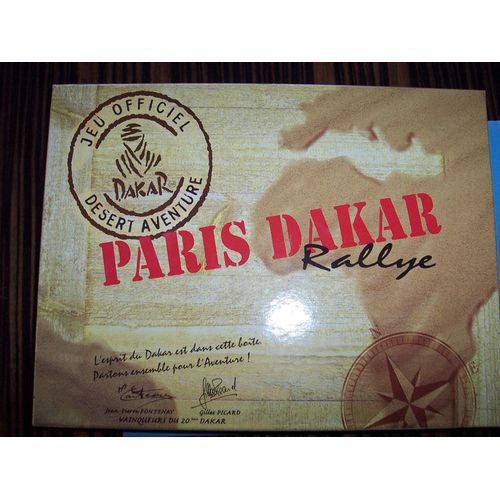 JEU OFFICIEL
DAKAR
DESERT AVENTURE
PARIS DAKAR
Rallye
L'esprit du Dakar est dans cette boîte.
Partons ensemble pour l'Aventure !
Jean Pierre FONTENAY
Gilles PICARD
VAINQUEURS DU 20ème DAKAR